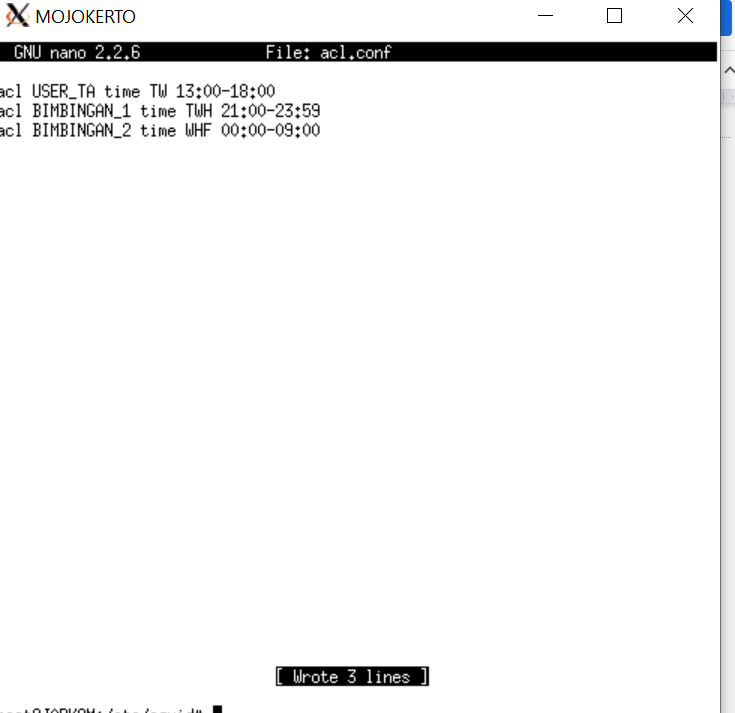 MOJOKERTO
GNU nano 2.2.6 File: acl.conf
acl USER_TA time TW 13:00-18:00
acl BIMBINGAN_1 time TWH 21:00-23:59
acl BIMBINGAN_2 time WHF 00:00-09:00
[ Wrote 3 lines ]